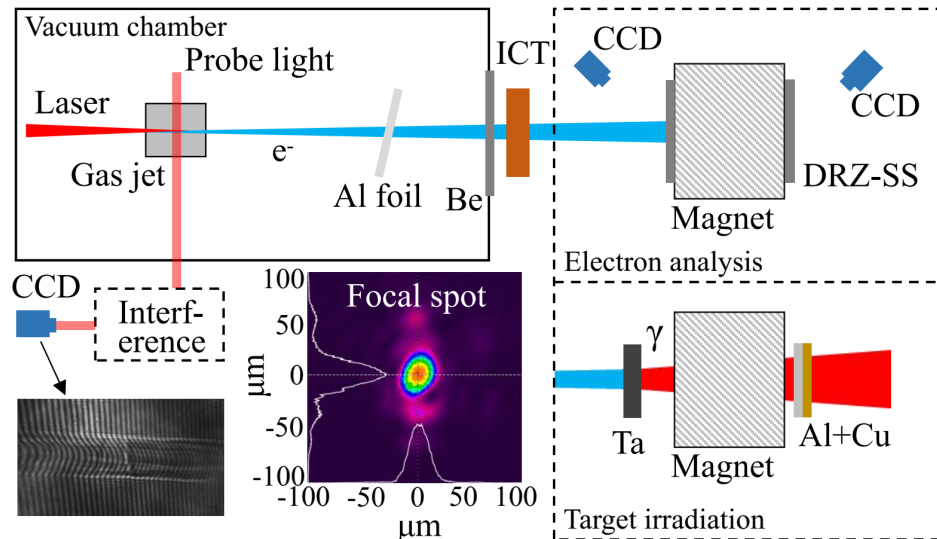 Vacuum chamber
Probe light
Laser
Gas jet
e-
Al foil
Be
ICT
CCD
CCD
DRZ-SS
Magnet
Electron analysis
CCD
Interf-
erence
Focal spot
100
50
0
-50
-100
μm
-100
-50
0
50
100
μm
γ
Ta
Magnet
Al+Cu
Target irradiation